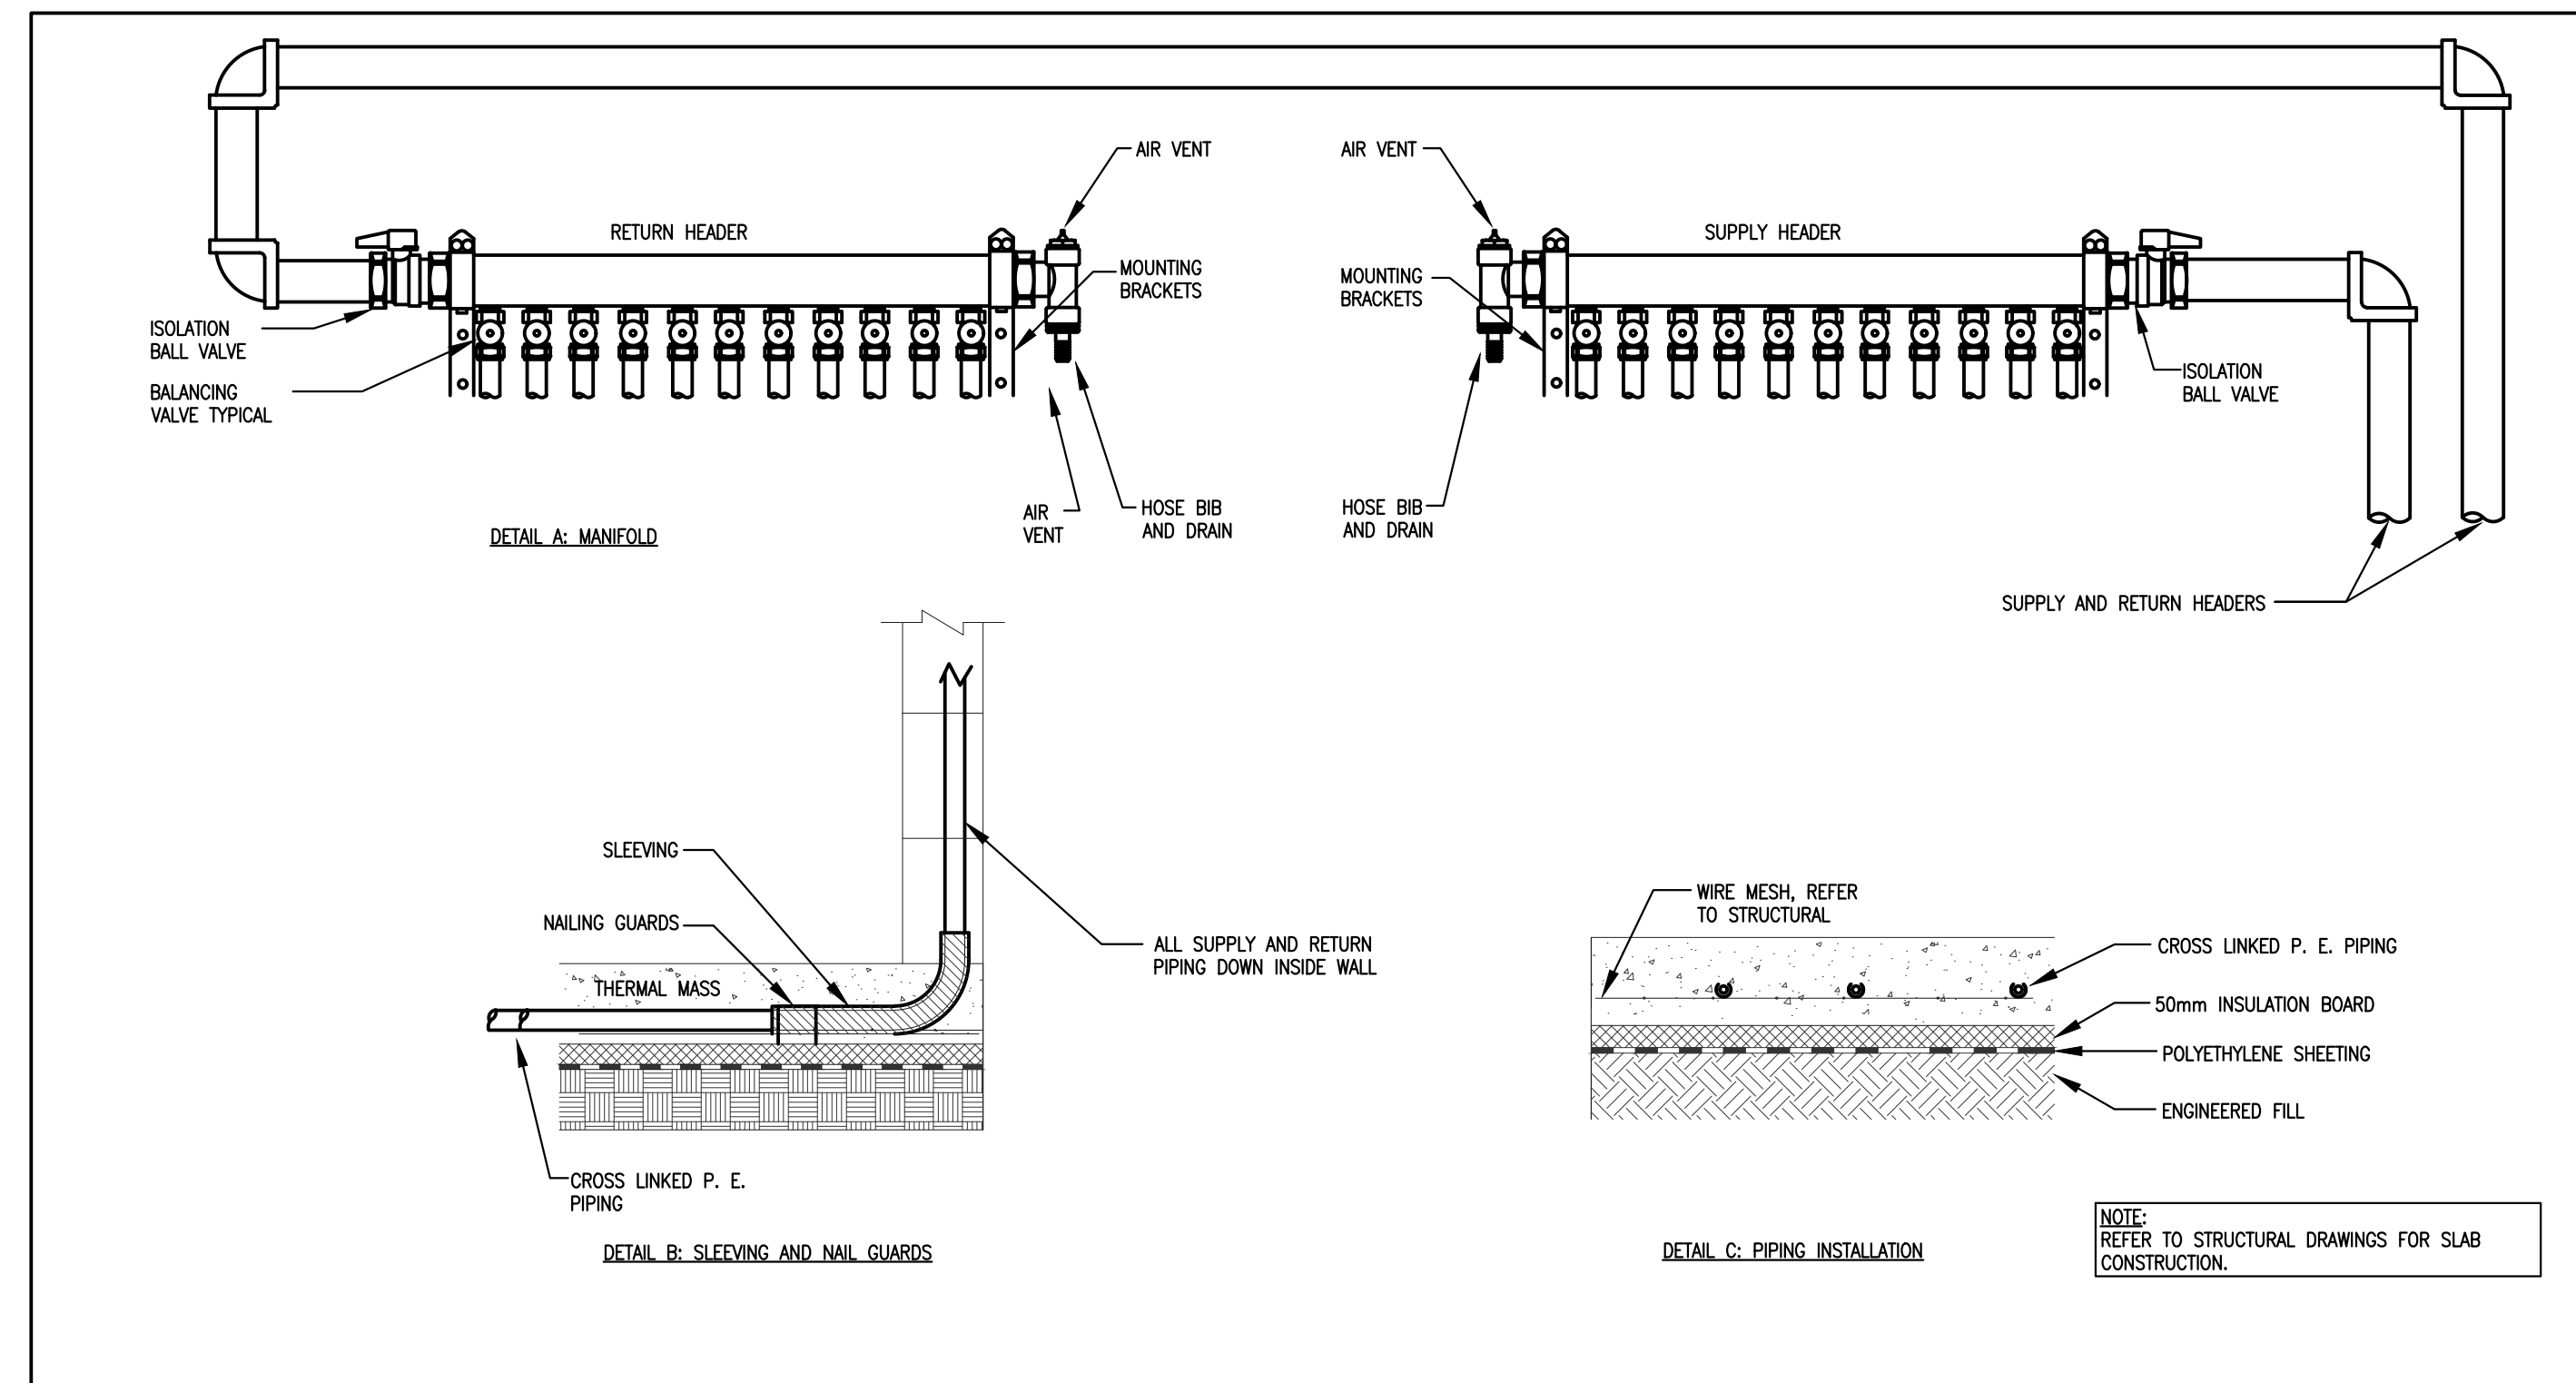 AIR VENT
AIR VENT
RETURN HEADER
SUPPLY HEADER
MOUNTING
BRACKETS
MOUNTING
BRACKETS
ISOLATION
BALL VALVE
BALANCING
VALVE TYPICAL
ISOLATION
BALL VALVE
AIR
VENT
HOSE BIB
AND DRAIN
HOSE BIB
AND DRAIN
DETAIL A: MANIFOLD
SUPPLY AND RETURN HEADERS
SLEEVING
NAILING GUARDS
THERMAL MASS
ALL SUPPLY AND RETURN
PIPING DOWN INSIDE WALL
CROSS LINKED P. E.
PIPING
DETAIL B: SLEEVING AND NAIL GUARDS
WIRE MESH, REFER
TO STRUCTURAL
CROSS LINKED P. E. PIPING
50mm INSULATION BOARD
POLYETHYLENE SHEETING
ENGINEERED FILL
DETAIL C: PIPING INSTALLATION
NOTE:
REFER TO STRUCTURAL DRAWINGS FOR SLAB
CONSTRUCTION.